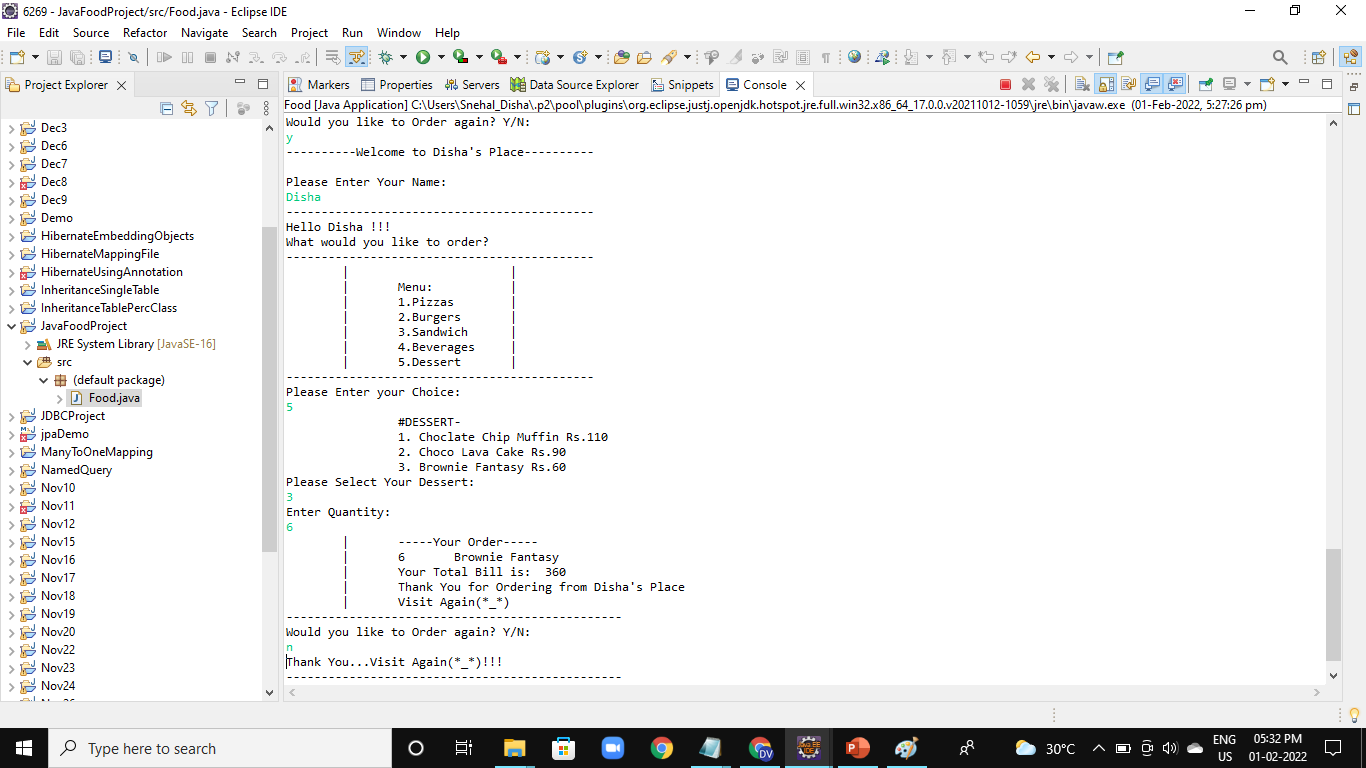 6269 - JavaFoodProject/src/Food.java - Eclipse IDE
File Edit Source Refactor Navigate Search Project Run Window Help
Project Explorer
Dec3
Dec6
Dec7
Dec8
Dec9
Demo
HibernateEmbeddingObjects
HibernateMappingFile
HibernateUsingAnnotation
InheritanceSingleTable
InheritanceTablePercClass
JavaFoodProject
JRE System Library [JavaSE-16]
src
(default package)
Food.java
JDBCProject
jpaDemo
ManyToOneMapping
NamedQuery
Nov10
Nov11
Nov12
Nov15
Nov16
Nov17
Nov18
Nov19
Nov20
Nov22
Nov23
Nov24
Markers Properties Servers Data Source Explorer Snippets Console
Food [Java Application] C:\Users\Snehal_Disha\.p2\pool\plugins\org.eclipse.justj.openjdk.hotspot.jre.full.win32.x86_64_17.0.0.v20211012-1059\jre\bin\javaw.exe (01-Feb-2022, 5:27:26 pm)
Would you like to Order again? Y/N:
y
----------Welcome to Disha's Place----------
Please Enter Your Name:
Disha
--------------------------------------------
Hello Disha !!!
What would you like to order?
--------------------------------------------
| |
| Menu: |
| 1.Pizzas |
| 2.Burgers |
| 3.Sandwich |
| 4.Beverages |
| 5.Dessert |
--------------------------------------------
Please Enter your Choice:
5
#DESSERT-
1. Choclate Chip Muffin Rs.110
2. Choco Lava Cake Rs.90
3. Brownie Fantasy Rs.60
Please Select Your Dessert:
3
Enter Quantity:
6
| -----Your Order-----
| 6 Brownie Fantasy
| Your Total Bill is: 360
| Thank You for Ordering from Disha's Place
| Visit Again(*_*)
------------------------------------------------
Would you like to Order again? Y/N:
n
Thank You...Visit Again(*_*)!!!
------------------------------------------------
Type here to search
DV
30°C
ENG
US
05:32 PM
01-02-2022